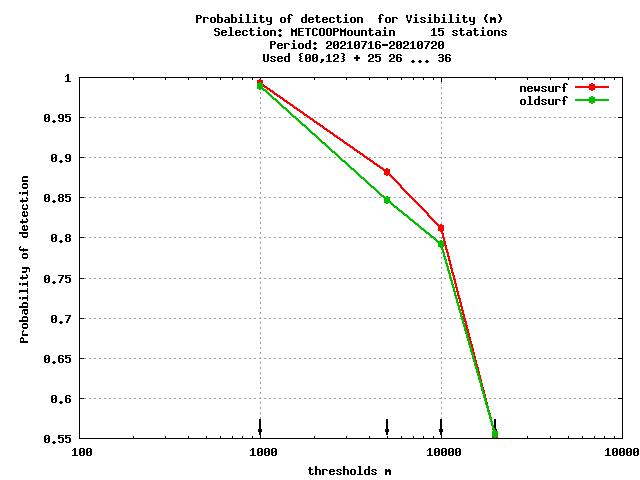 Probability of detection  for Visibility (m)
Selection: METCOOPMountain     15 stations
Period: 20210716-20210720
Used {00,12} + 25 26 ... 36
newsurf
oldsurf
Probability of detection
1
0.95
0.9
0.85
0.8
0.75
0.7
0.65
0.6
0.55
100
1000
10000
10000
thresholds m